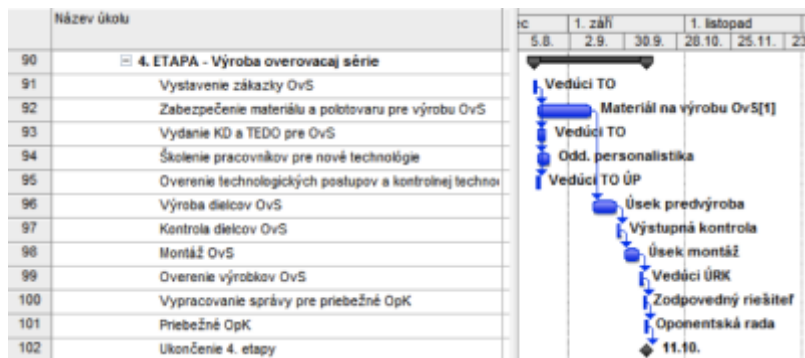 Název úkolu
ec 1. září 1. listopad
5.8. 2.9. 30.9. 28.10. 25.11. 23
90 4. ETAPA - Výroba overovacaj série
91 Vystavenie zákazky OvS Vedúci TO
92 Zabezpečenie materiálu a polotovaru pre výrobu OvS Materiál na výrobu OvS[1]
93 Vydanie KD a TEDO pre OvS Vedúci TO
94 Školenie pracovníkov pre nové technológie Odd. personalistika
95 Overenie technologických postupov a kontrolnej techno Vedúci TO ÚP
96 Výroba dielcov OvS Úsek predvýroba
97 Kontrola dielcov OvS Výstupná kontrola
98 Montáž OvS Úsek montáž
99 Overenie výrobkov OvS Vedúci ÚRK
100 Vypracovanie správy pre priebežné OpK Zodpovedný riešiteľ
101 Priebežné OpK Oponentská rada
102 Ukončenie 4. etapy 11.10.